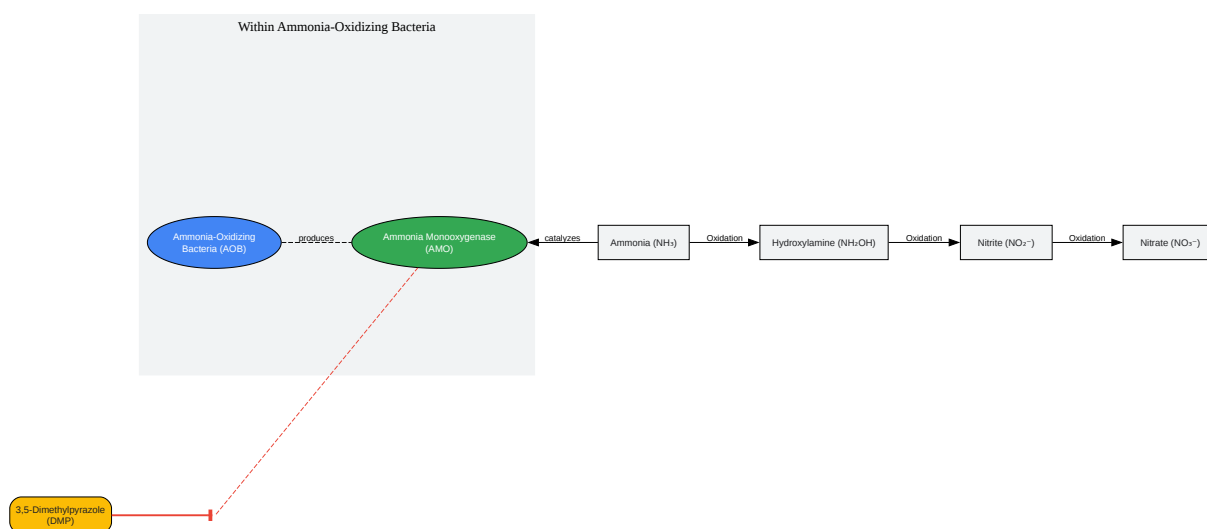 Within Ammonia-Oxidizing Bacteria
Ammonia-Oxidizing
Bacteria (AOB)
produces
Ammonia Monooxygenase
(AMO)
catalyzes
Ammonia (NH₃)
Oxidation
Hydroxylamine (NH₂OH)
Oxidation
Nitrite (NO₂⁻)
Oxidation
Nitrate (NO₃⁻)
3,5-Dimethylpyrazole
(DMP)